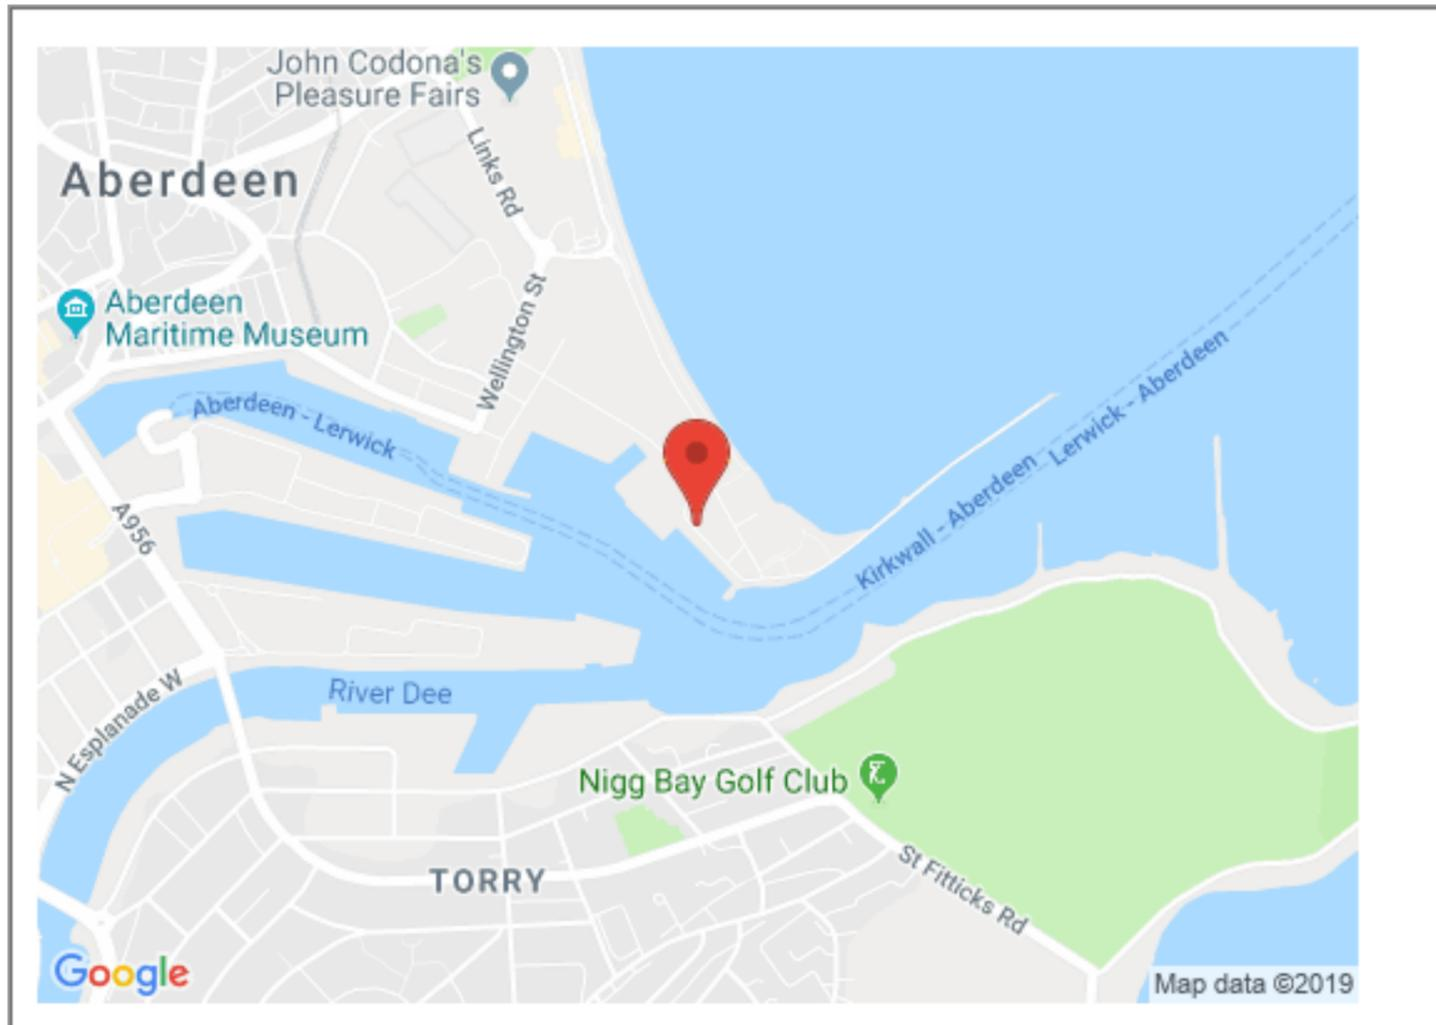 John Codona's
Pleasure Fairs
Links Rd
Aberdeen
Aberdeen
Maritime Museum
Wellington St
Aberdeen - Lerwick
Lerwick - Aberdeen
Kirkwall - Aberdeen
A956
River Dee
N Esplanade W
Nigg Bay Golf Club
St Fitticks Rd
TORRY
Google
Map data ©2019